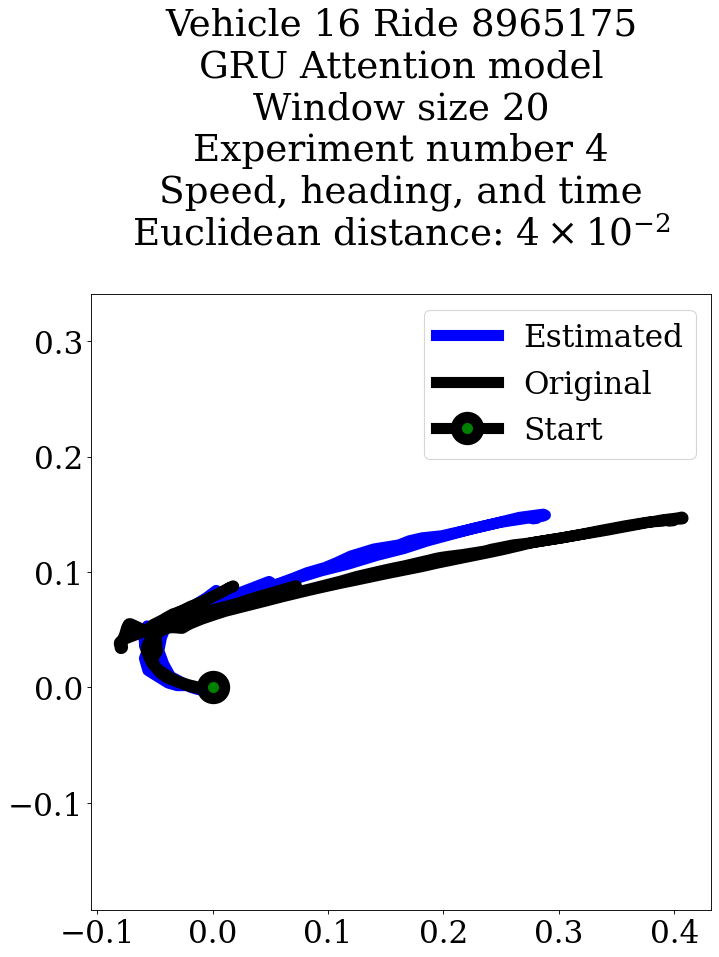 Vehicle 16 Ride 8965175
GRU Attention model
Window size 20
Experiment number 4
Speed, heading, and time
Euclidean distance: 4 × 10⁻²
Estimated
Original
Start
0.3
0.2
0.1
0.0
−0.1
−0.1 0.0 0.1 0.2 0.3 0.4